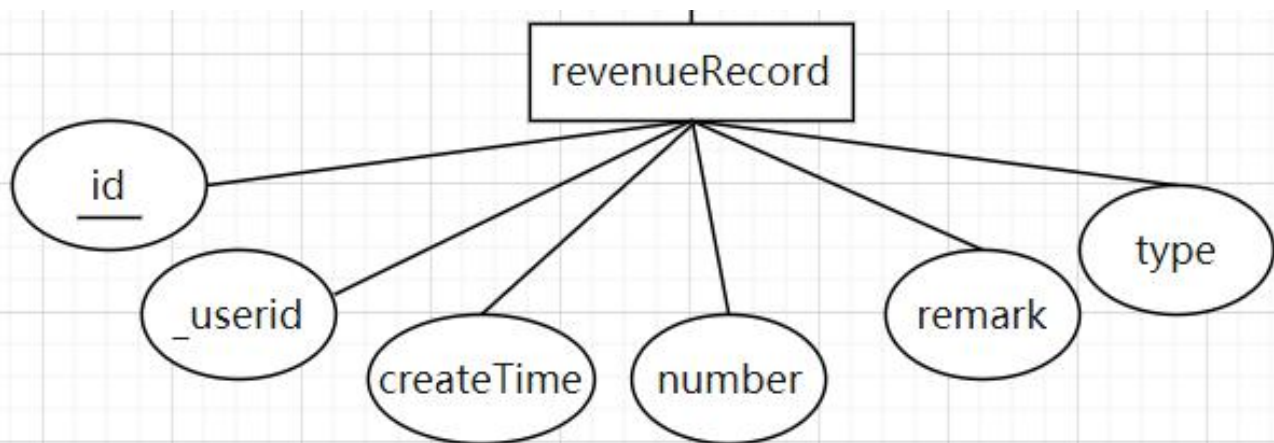 revenueRecord
id
_userid
createTime
number
remark
type